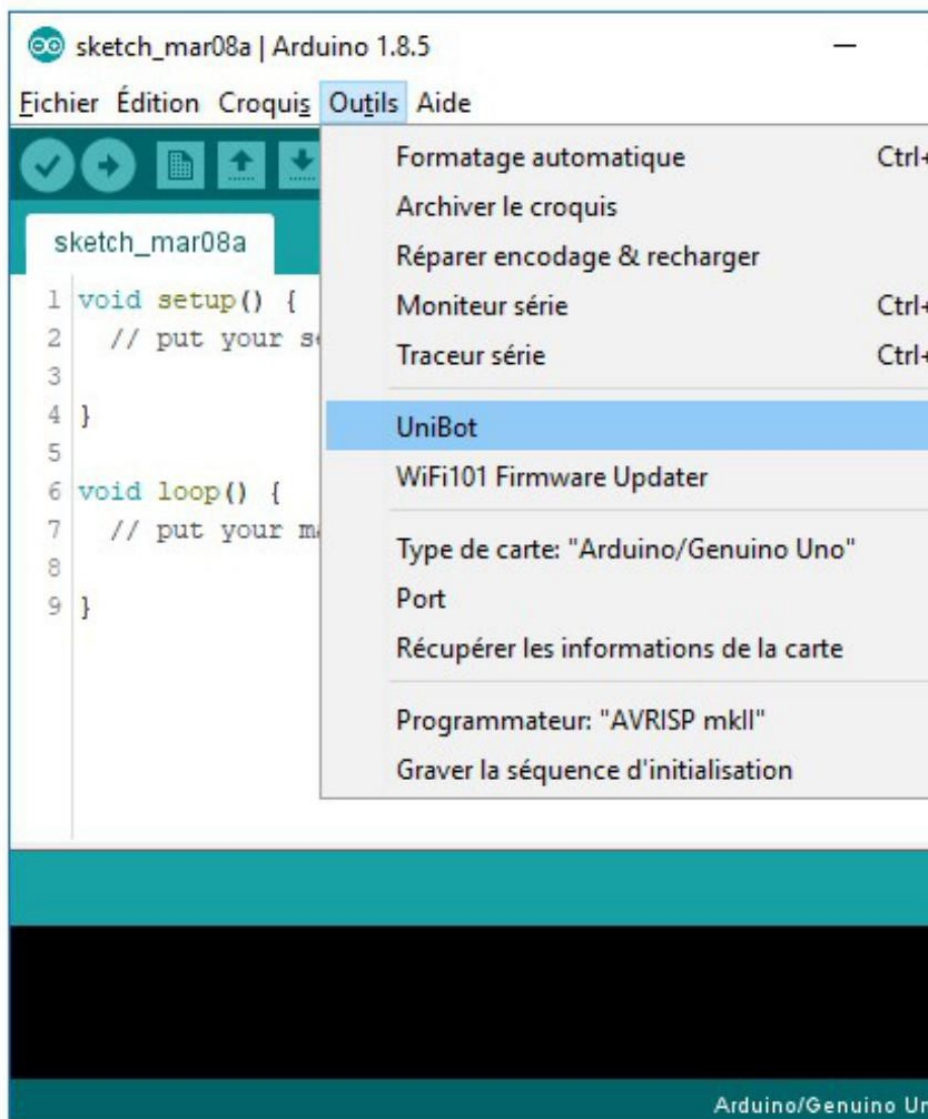 sketch_mar08a | Arduino 1.8.5
Fichier Édition Croquis Outils Aide
Formatage automatique Ctrl+
Archiver le croquis
Réparer encodage & recharger
Moniteur série Ctrl+
Traceur série Ctrl+
UniBot
WiFi101 Firmware Updater
Type de carte: "Arduino/Genuino Uno"
Port
Récupérer les informations de la carte
Programmateur: "AVRISP mkII"
Graver la séquence d'initialisation
sketch_mar08a
1 void setup() {
2 // put your s
3
4 }
5
6 void loop() {
7 // put your m
8
9 }
Arduino/Genuino Un